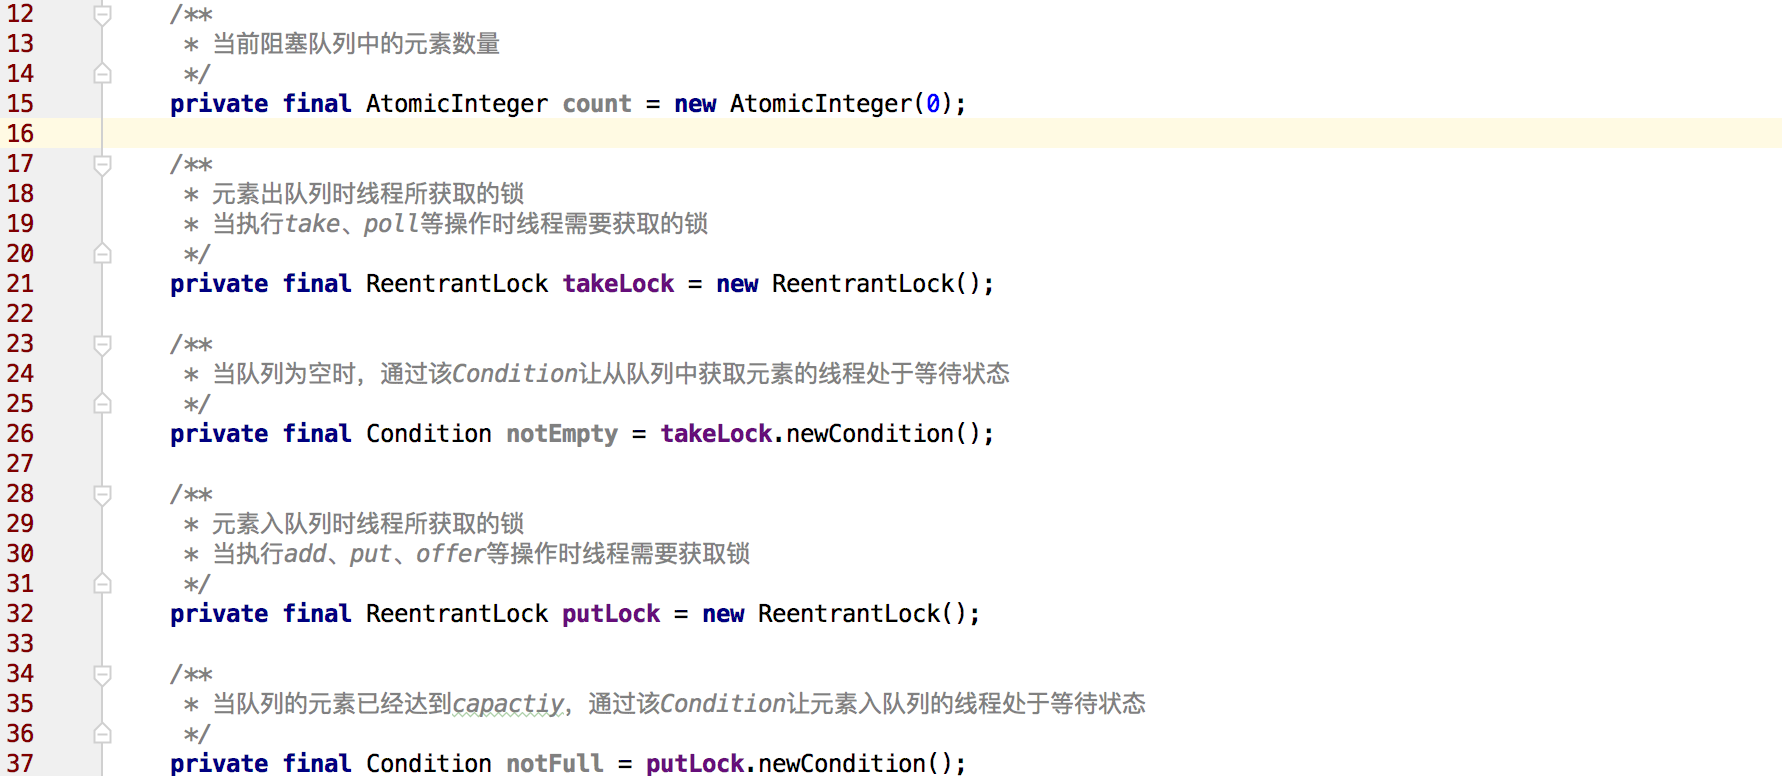 12 /**
13 * 当前阻塞队列中的元素数量
14 */
15 private final AtomicInteger count = new AtomicInteger(0);
16
17 /**
18 * 元素出队列时线程所获取的锁
19 * 当执行take、poll等操作时线程需要获取的锁
20 */
21 private final ReentrantLock takeLock = new ReentrantLock();
22
23 /**
24 * 当队列为空时，通过该Condition让从队列中获取元素的线程处于等待状态
25 */
26 private final Condition notEmpty = takeLock.newCondition();
27
28 /**
29 * 元素入队列时线程所获取的锁
30 * 当执行add、put、offer等操作时线程需要获取锁
31 */
32 private final ReentrantLock putLock = new ReentrantLock();
33
34 /**
35 * 当队列的元素已经达到capactiy，通过该Condition让元素入队列的线程处于等待状态
36 */
37 private final Condition notFull = putLock.newCondition();